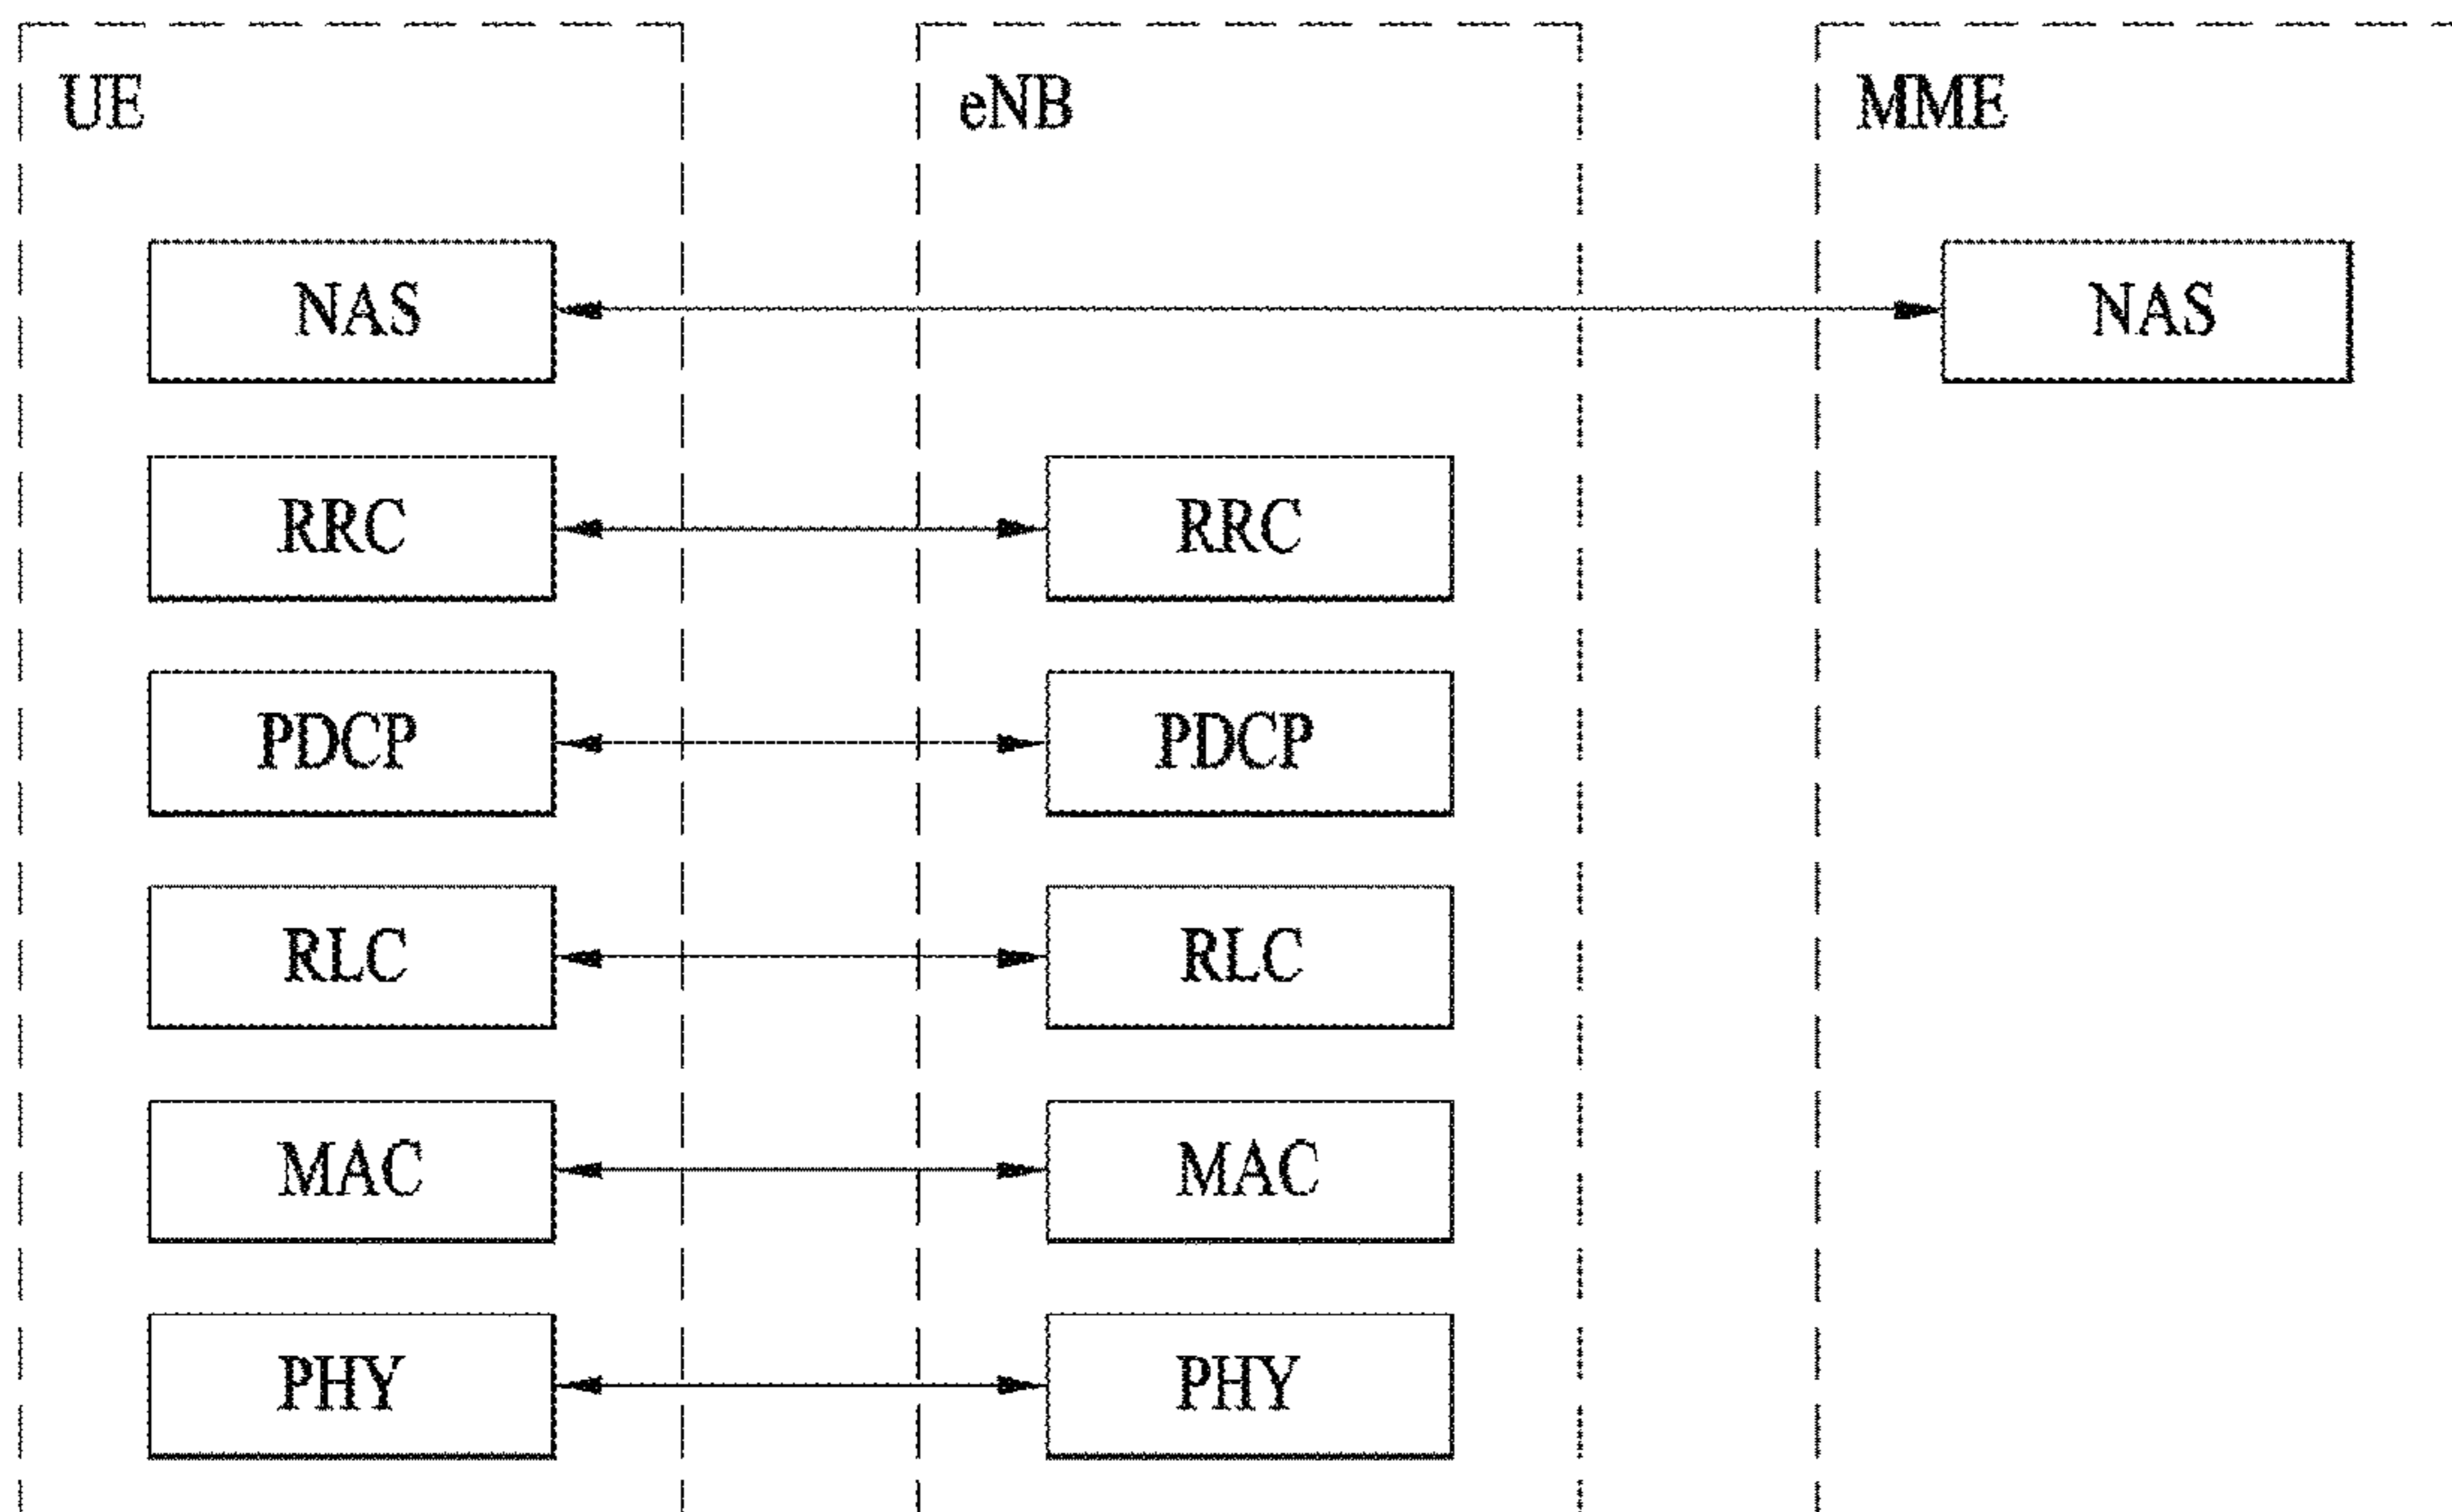 UE eNB MME
NAS NAS
RRC RRC
PDCP PDCP
RLC RLC
MAC MAC
PHY PHY